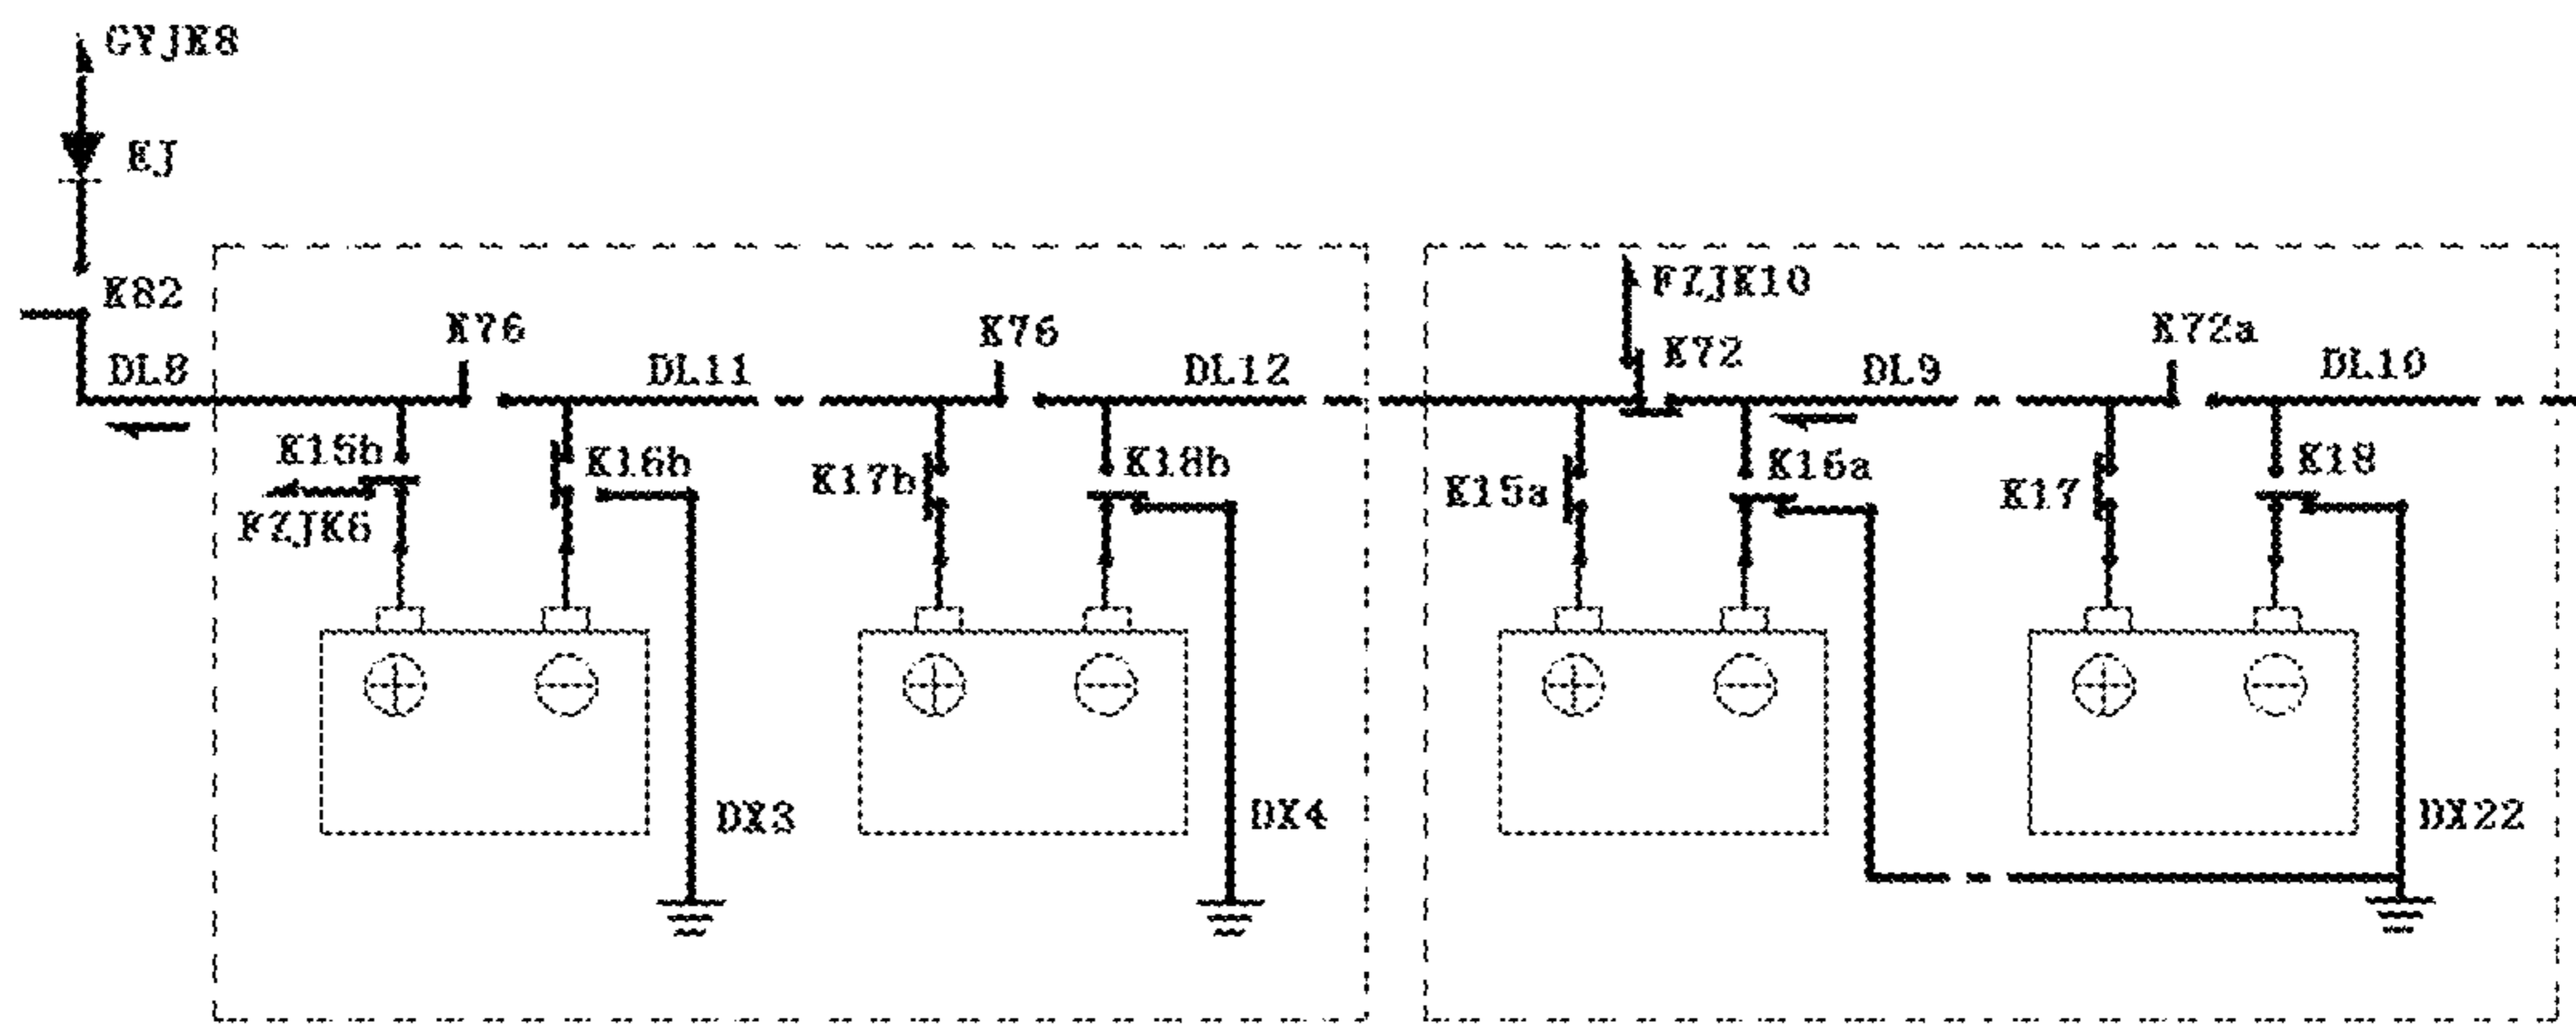 GYJK8
EJ
K82
FZJK10
K76
K76
K72
K72a
DL8
DL11
DL12
DL9
DL10
K15b
K16b
K17b
K18b
K15a
K16a
K17
K18
FZJK6
DX3
DX4
DX22